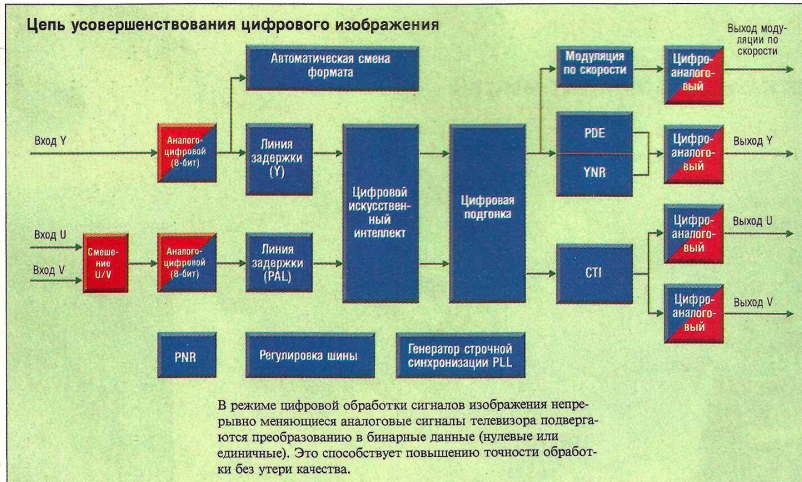 Цепь усовершенствования цифрового изображения
Автоматическая смена
формата
Модуляция
по скорости
Цифро-
аналого-
вый
Выход моду-
ляции по
скорости
Вход Y
Аналого-
цифровой
(8-бит)
Линия
задержки
(Y)
Цифровой
искусствен-
ный
интеллект
Цифровая
подгонка
PDE
YNR
Цифро-
аналого-
вый
Выход Y
Вход U
Вход V
Смеше-
ние
U/V
Аналого-
цифровой
(8-бит)
Линия
задержки
(PAL)
CTI
Цифро-
аналого-
вый
Выход U
Цифро-
аналого-
вый
Выход V
PNR
Регулировка шины
Генератор строчной
синхронизации PLL
В режиме цифровой обработки сигналов изображения непре-
рывно меняющиеся аналоговые сигналы телевизора подверга-
ются преобразованию в бинарные данные (нулевые или
единичные). Это способствует повышению точности обработ-
ки без утери качества.